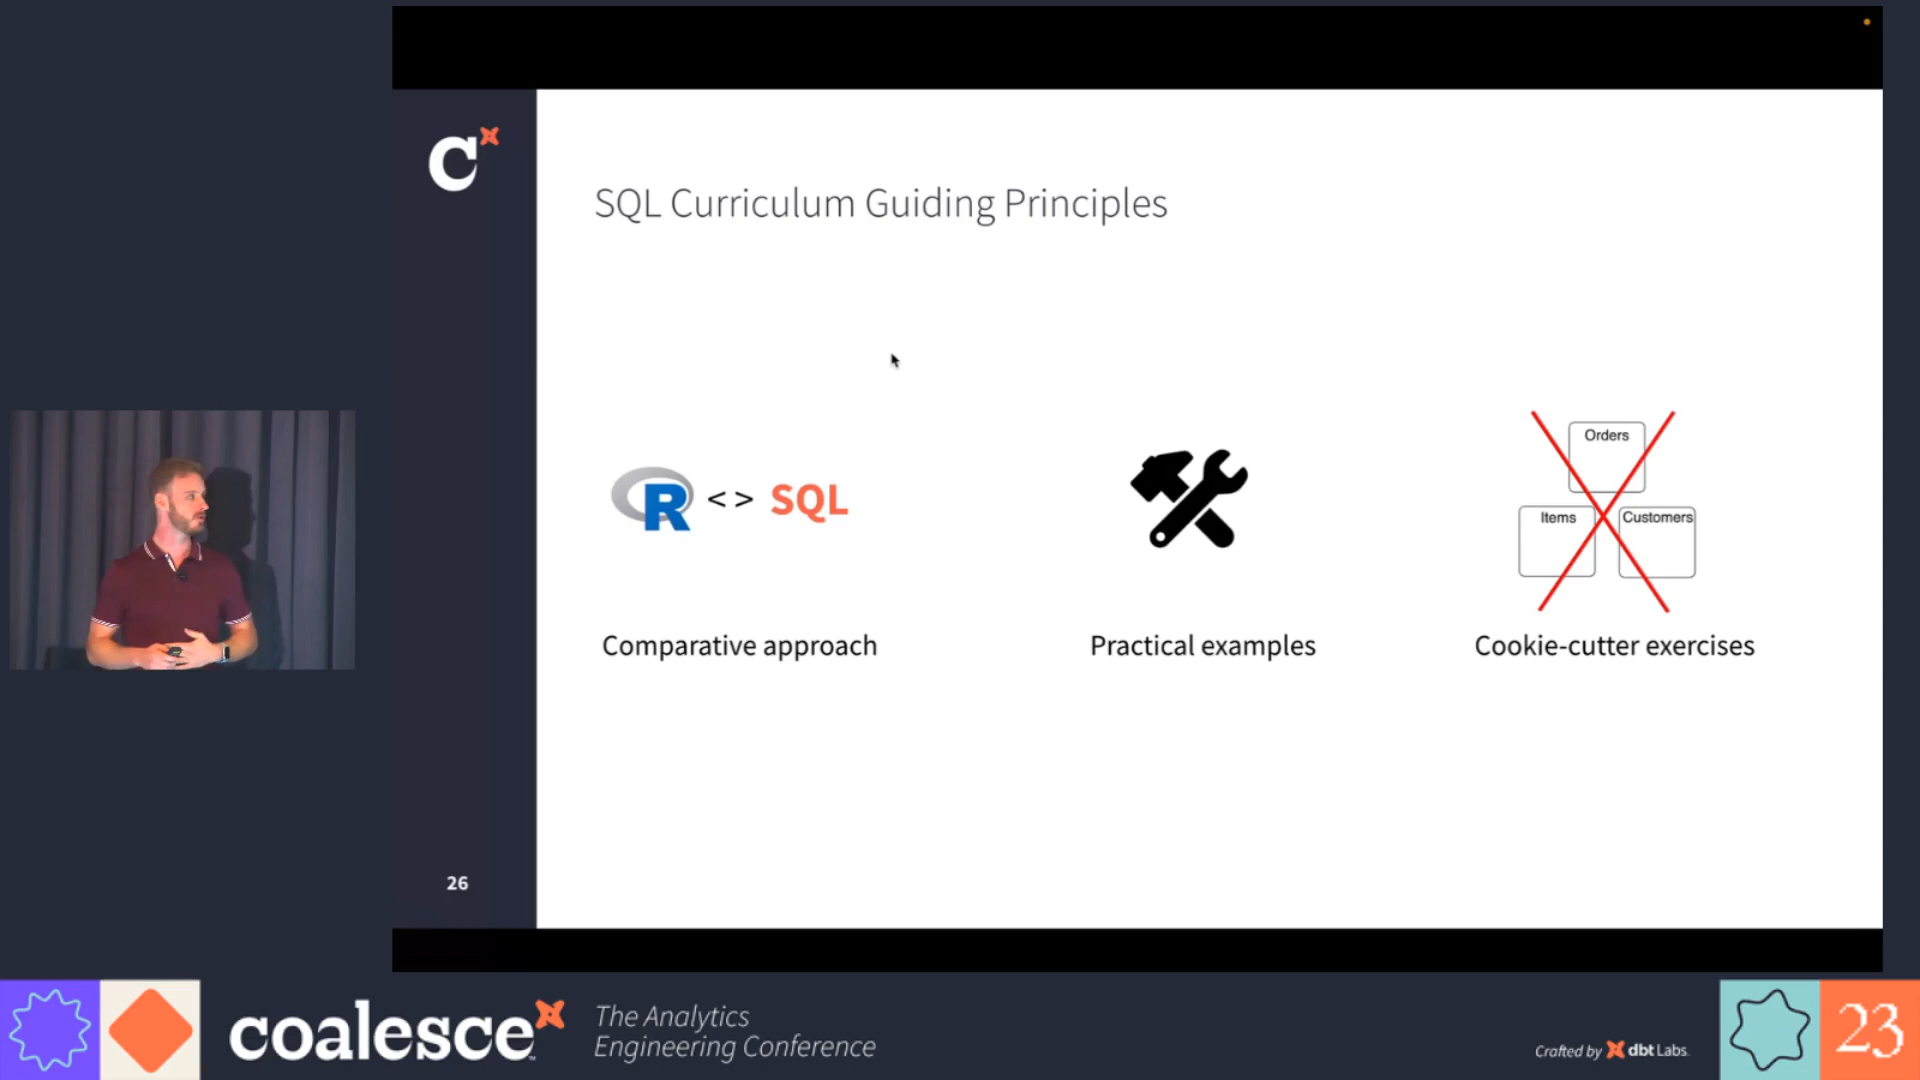 C
SQL Curriculum Guiding Principles
R <> SQL
Orders
Items
Customers
Comparative approach
Practical examples
Cookie-cutter exercises
26
coalesce
The Analytics
Engineering Conference
Crafted by dbt Labs.
23